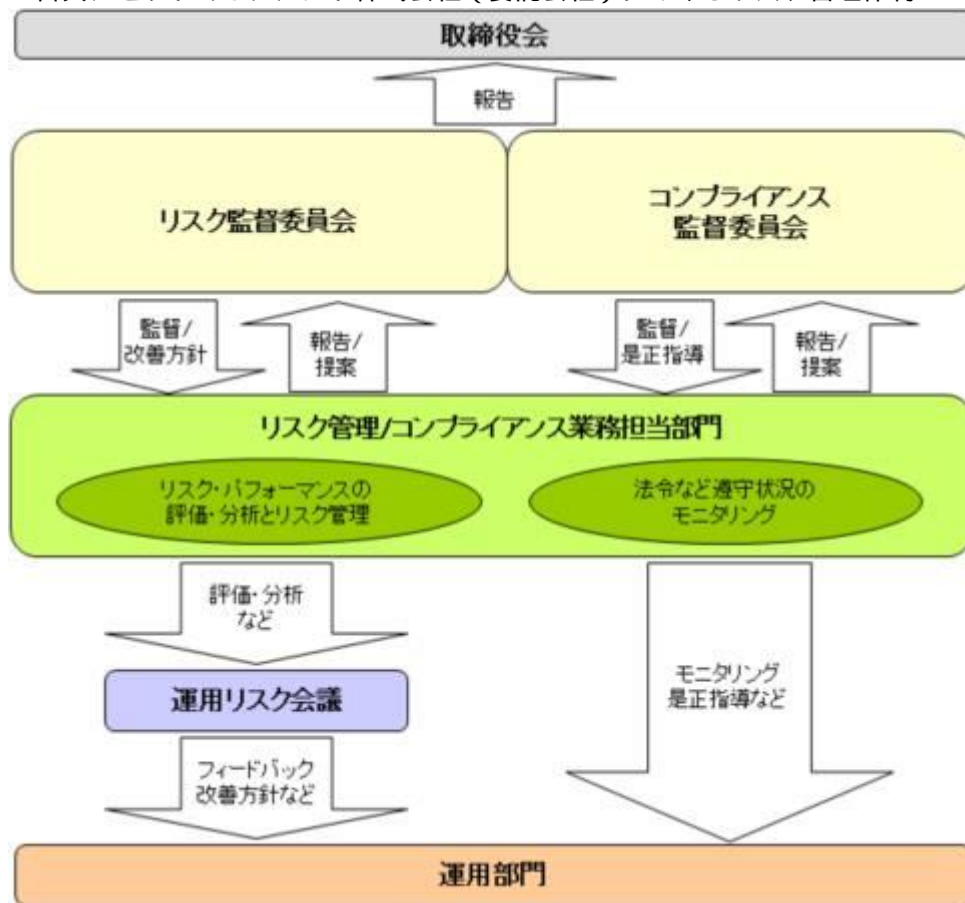 取締役会
報告
リスク監督委員会
コンプライアンス
監督委員会
監督/
改善方針
報告/
提案
監督/
是正指導
報告/
提案
リスク管理/コンプライアンス業務担当部門
リスク・パフォーマンスの
評価・分析とリスク管理
法令など遵守状況の
モニタリング
評価・分析
など
運用リスク会議
モニタリング
是正指導など
フィードバック
改善方針など
運用部門